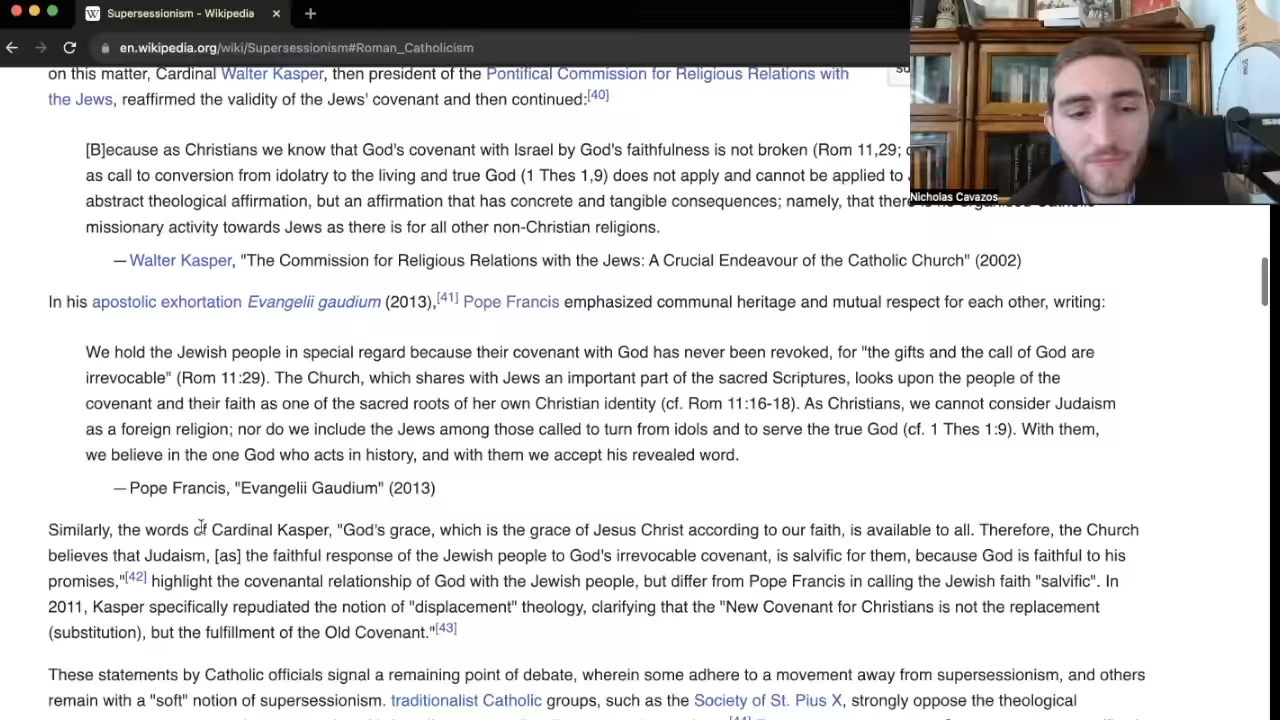 Supersessionism - Wikipedia
en.wikipedia.org/wiki/Supersessionism#Roman_Catholicism
on this matter, Cardinal Walter Kasper, then president of the Pontifical Commission for Religious Relations with
the Jews, reaffirmed the validity of the Jews' covenant and then continued:[40]
[B]ecause as Christians we know that God's covenant with Israel by God's faithfulness is not broken (Rom 11,29;
as call to conversion from idolatry to the living and true God (1 Thes 1,9) does not apply and cannot be applied to
Nicholas Cavazos
abstract theological affirmation, but an affirmation that has concrete and tangible consequences; namely, that
missionary activity towards Jews as there is for all other non-Christian religions.
— Walter Kasper, "The Commission for Religious Relations with the Jews: A Crucial Endeavour of the Catholic Church" (2002)
In his apostolic exhortation Evangelii gaudium (2013),[41] Pope Francis emphasized communal heritage and mutual respect for each other, writing:
We hold the Jewish people in special regard because their covenant with God has never been revoked, for "the gifts and the call of God are
irrevocable" (Rom 11:29). The Church, which shares with Jews an important part of the sacred Scriptures, looks upon the people of the
covenant and their faith as one of the sacred roots of her own Christian identity (cf. Rom 11:16-18). As Christians, we cannot consider Judaism
as a foreign religion; nor do we include the Jews among those called to turn from idols and to serve the true God (cf. 1 Thes 1:9). With them,
we believe in the one God who acts in history, and with them we accept his revealed word.
— Pope Francis, "Evangelii Gaudium" (2013)
Similarly, the words of Cardinal Kasper, "God's grace, which is the grace of Jesus Christ according to our faith, is available to all. Therefore, the Church
believes that Judaism, [as] the faithful response of the Jewish people to God's irrevocable covenant, is salvific for them, because God is faithful to his
promises,"[42] highlight the covenantal relationship of God with the Jewish people, but differ from Pope Francis in calling the Jewish faith "salvific". In
2011, Kasper specifically repudiated the notion of "displacement" theology, clarifying that the "New Covenant for Christians is not the replacement
(substitution), but the fulfillment of the Old Covenant."[43]
These statements by Catholic officials signal a remaining point of debate, wherein some adhere to a movement away from supersessionism, and others
remain with a "soft" notion of supersessionism. traditionalist Catholic groups, such as the Society of St. Pius X, strongly oppose the theological